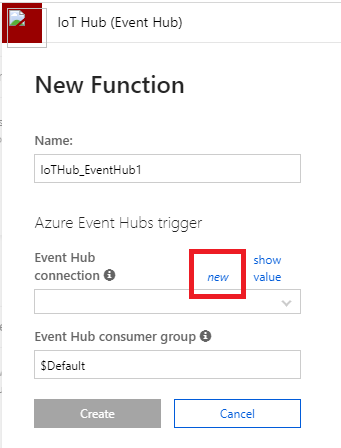 IoT Hub (Event Hub)
New Function
Name:
IoTHub_EventHub1
Azure Event Hubs trigger
Event Hub
connection
new
show
value
Event Hub consumer group
$Default
Create
Cancel